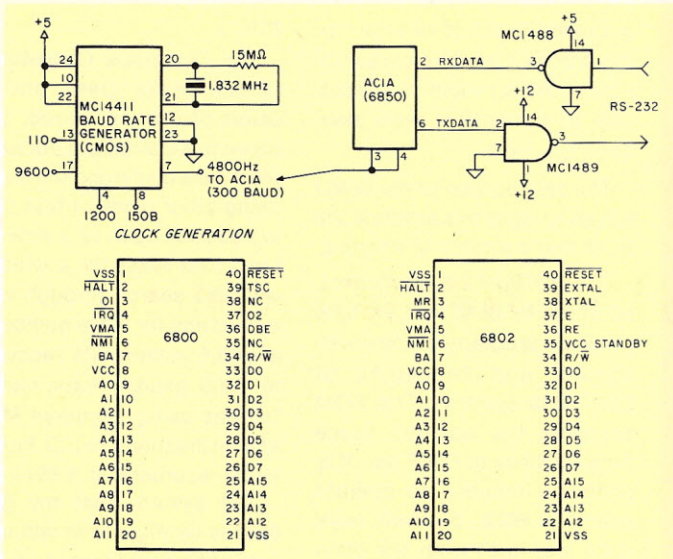 +5
24
10
22
13
17
110
9600
MC14411
BAUD RATE
GENERATOR
(CMOS)
20
21
12
23
7
15MΩ
1.832 MHz
4800Hz
TO ACIA
(300 BAUD)
4
8
1200
150B
CLOCK GENERATION
ACIA
(6850)
2
RXDATA
6
TXDATA
3
4
MC1488
+5
14
3
1
7
RS-232
+12
14
2
7
3
1
MC1489
+12
6800
VSS 1
HALT 2
O1 3
IRQ 4
VMA 5
NMI 6
BA 7
VCC 8
A0 9
A1 10
A2 11
A3 12
A4 13
A5 14
A6 15
A7 16
A8 17
A9 18
A10 19
A11 20
40 RESET
39 TSC
38 NC
37 O2
36 DBE
35 NC
34 R/W
33 D0
32 D1
31 D2
30 D3
29 D4
28 D5
27 D6
26 D7
25 A15
24 A14
23 A13
22 A12
21 VSS
6802
VSS 1
HALT 2
MR 3
IRQ 4
VMA 5
NMI 6
BA 7
VCC 8
A0 9
A1 10
A2 11
A3 12
A4 13
A5 14
A6 15
A7 16
A8 17
A9 18
A10 19
A11 20
40 RESET
39 EXTAL
38 XTAL
37 E
36 RE
35 VCC STANDBY
34 R/W
33 D0
32 D1
31 D2
30 D3
29 D4
28 D5
27 D6
26 D7
25 A15
24 A14
23 A13
22 A12
21 VSS